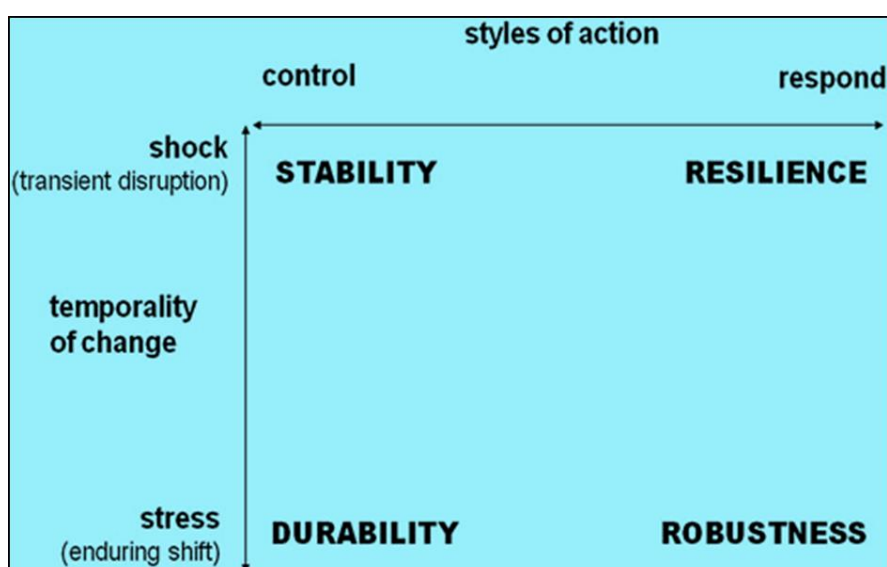 styles of action
control respond
shock
(transient disruption)
STABILITY RESILIENCE
temporality
of change
stress
(enduring shift)
DURABILITY ROBUSTNESS